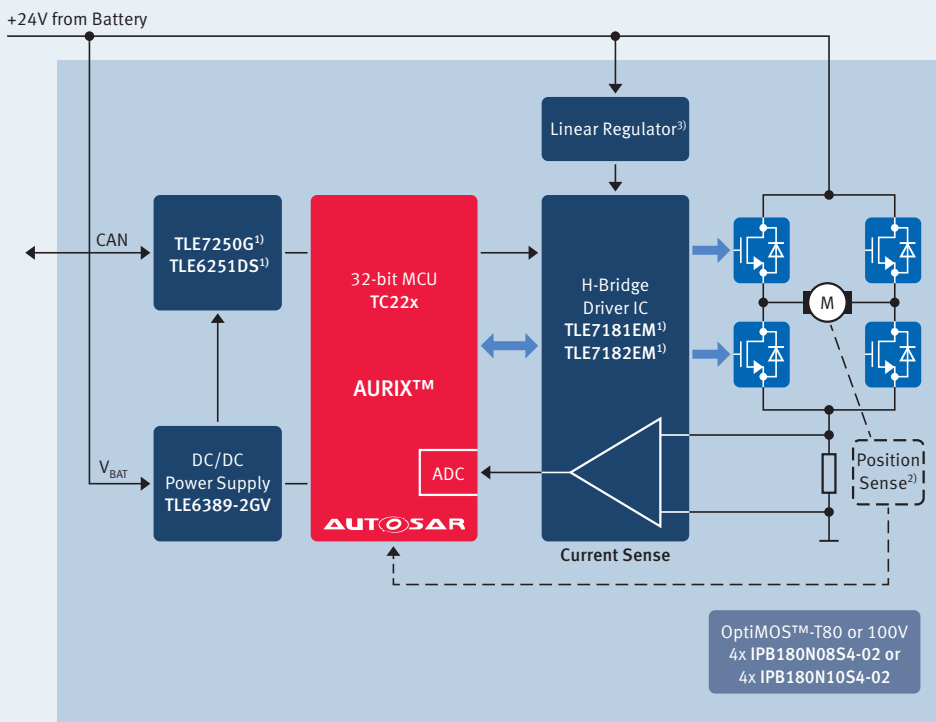 +24V from Battery
Linear Regulator3)
CAN
TLE7250G1)
TLE6251DS1)
32-bit MCU
TC22x
AURIX™
H-Bridge
Driver IC
TLE7181EM1)
TLE7182EM1)
M
VBAT
DC/DC
Power Supply
TLE6389-2GV
ADC
AUTOSAR
Position
Sense2)
Current Sense
OptiMOS™-T80 or 100V
4x IPB180N08S4-02 or
4x IPB180N10S4-02